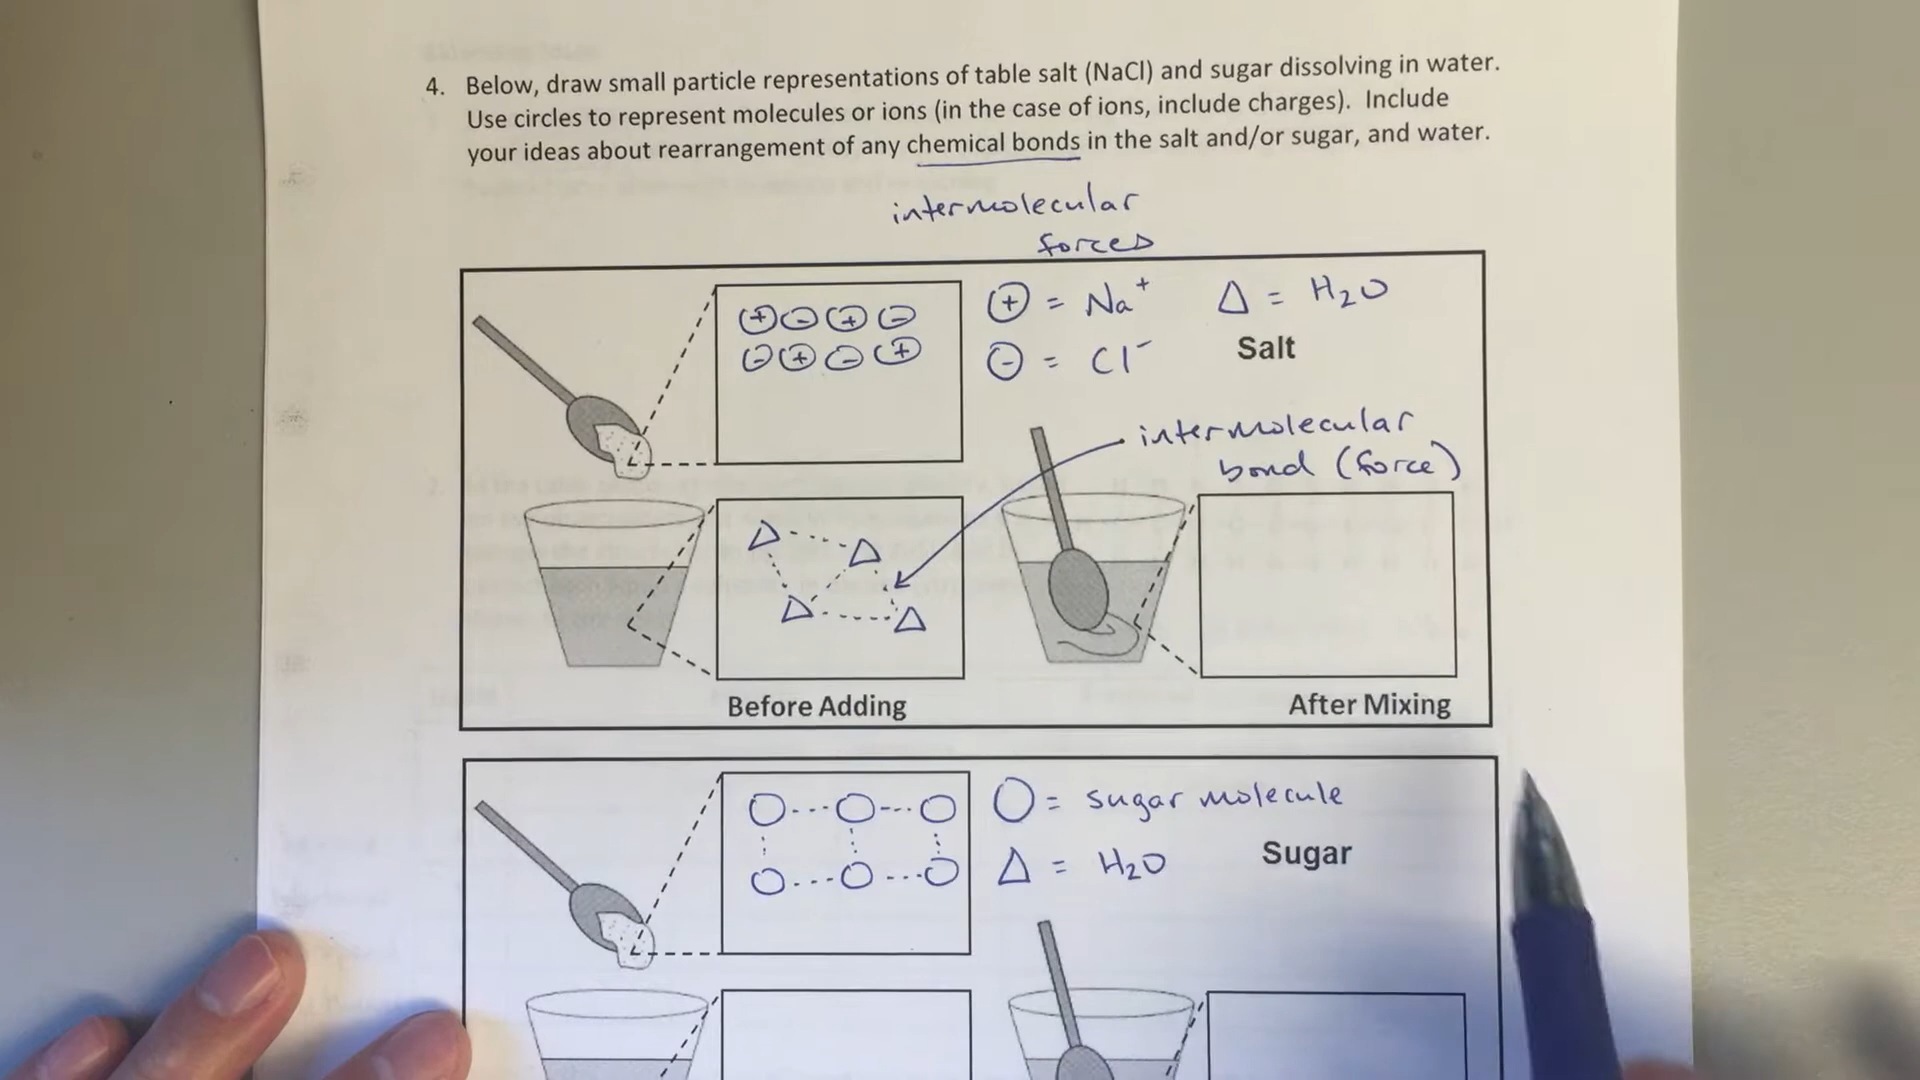 4. Below, draw small particle representations of table salt (NaCl) and sugar dissolving in water.
Use circles to represent molecules or ions (in the case of ions, include charges). Include
your ideas about rearrangement of any chemical bonds in the salt and/or sugar, and water.
intermolecular
forces
+ - + -
- + - +
⊕ = Na⁺ Δ = H₂O
⊖ = Cl⁻ Salt
intermolecular
bond (force)
Before Adding
After Mixing
O = sugar molecule
Δ = H₂O
Sugar